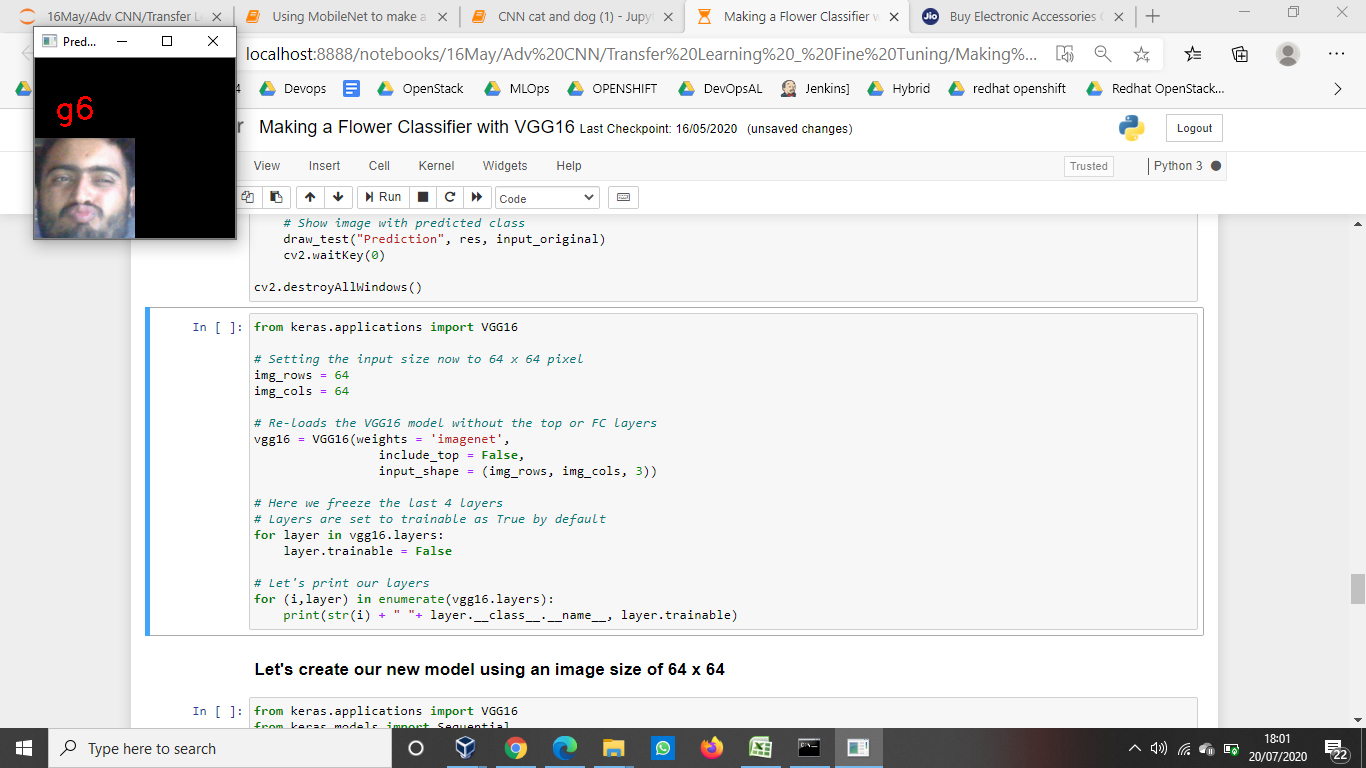 16May/Adv CNN/Transfer L
Using MobileNet to make a
CNN cat and dog (1) - Jupyt
Making a Flower Classifier w
Jio
Buy Electronic Accessories
Pred...
localhost:8888/notebooks/16May/Adv%20CNN/Transfer%20Learning%20_%20Fine%20Tuning/Making%...
g6
4
Devops
OpenStack
MLOps
OPENSHIFT
DevOpsAL
Jenkins]
Hybrid
redhat openshift
Redhat OpenStack...
Making a Flower Classifier with VGG16 Last Checkpoint: 16/05/2020 (unsaved changes)
Logout
View Insert Cell Kernel Widgets Help
Trusted
Python 3
Run
Code
# Show image with predicted class
draw_test("Prediction", res, input_original)
cv2.waitKey(0)
cv2.destroyAllWindows()
In [ ]: from keras.applications import VGG16
# Setting the input size now to 64 x 64 pixel
img_rows = 64
img_cols = 64
# Re-loads the VGG16 model without the top or FC layers
vgg16 = VGG16(weights = 'imagenet',
include_top = False,
input_shape = (img_rows, img_cols, 3))
# Here we freeze the last 4 layers
# Layers are set to trainable as True by default
for layer in vgg16.layers:
layer.trainable = False
# Let's print our layers
for (i,layer) in enumerate(vgg16.layers):
print(str(i) + " "+ layer.__class__.__name__, layer.trainable)
Let's create our new model using an image size of 64 x 64
In [ ]: from keras.applications import VGG16
from keras.models import Sequential
Type here to search
18:01
20/07/2020
22